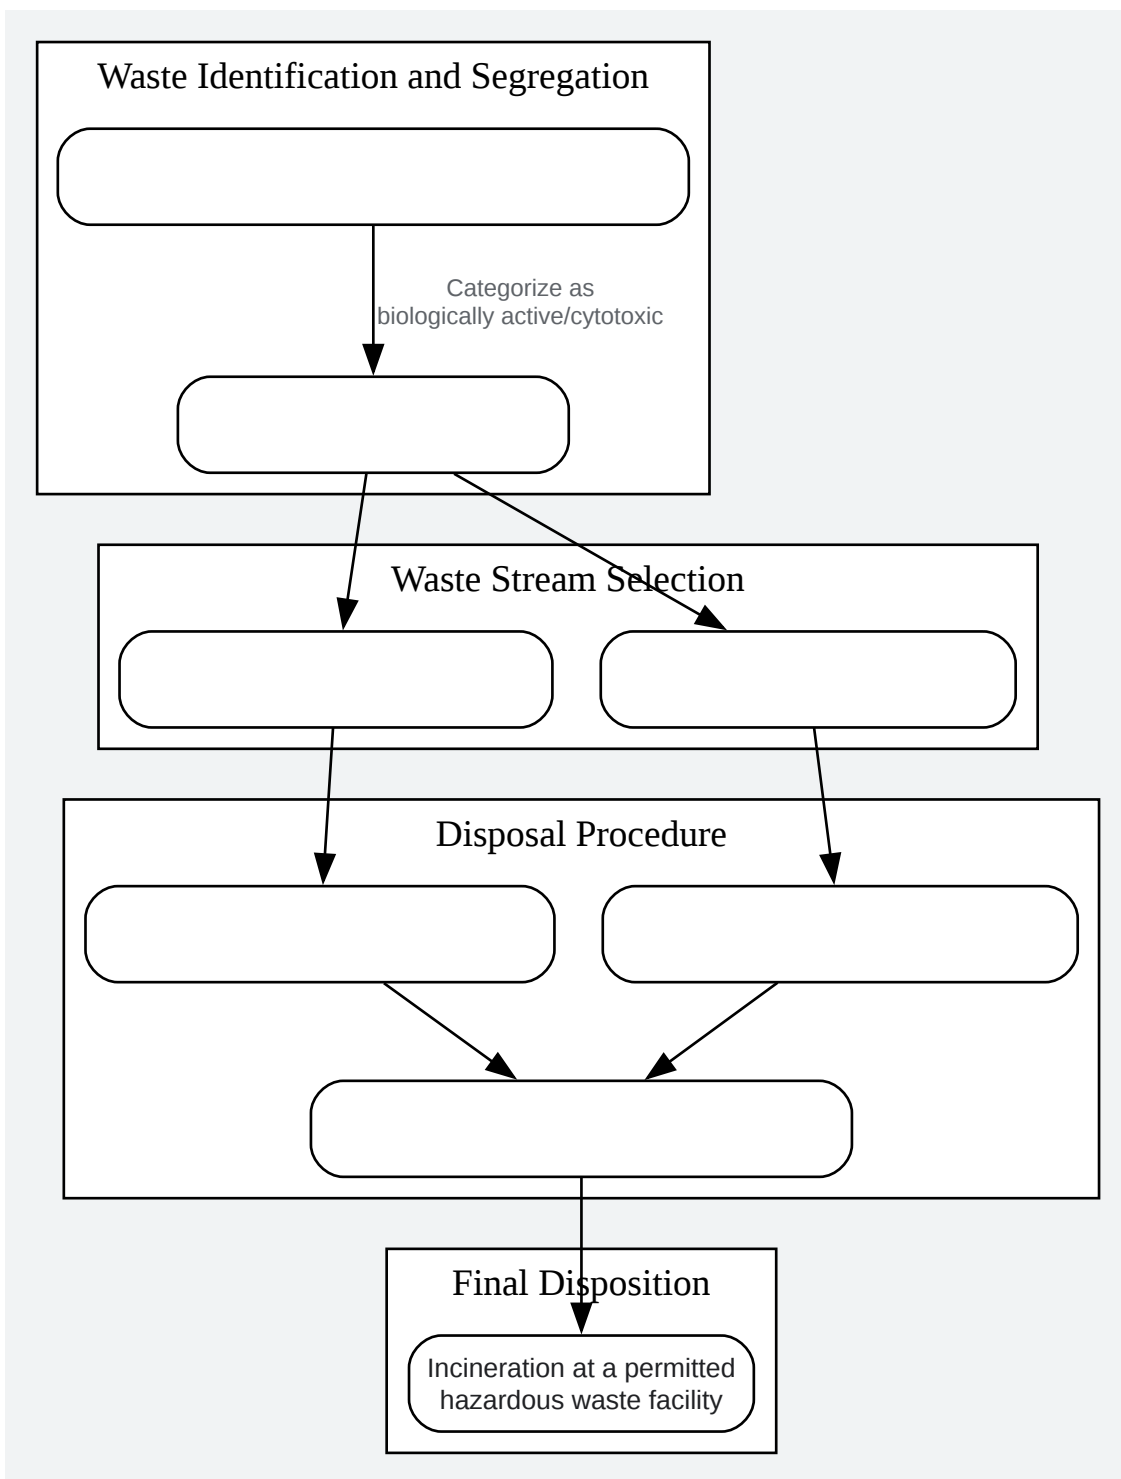 Waste Identification and Segregation
Categorize as
biologically active/cytotoxic
Waste Stream Selection
Disposal Procedure
Final Disposition
Incineration at a permitted
hazardous waste facility